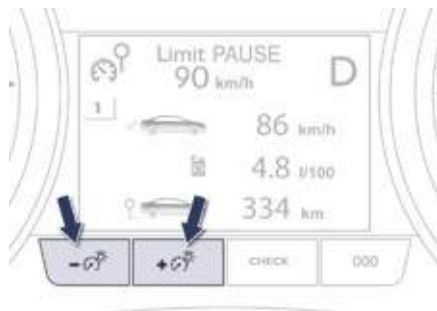 Limit PAUSE
90 km/h
D
1
86 km/h
4.8 l/100
334 km
-
+
CHECK
000